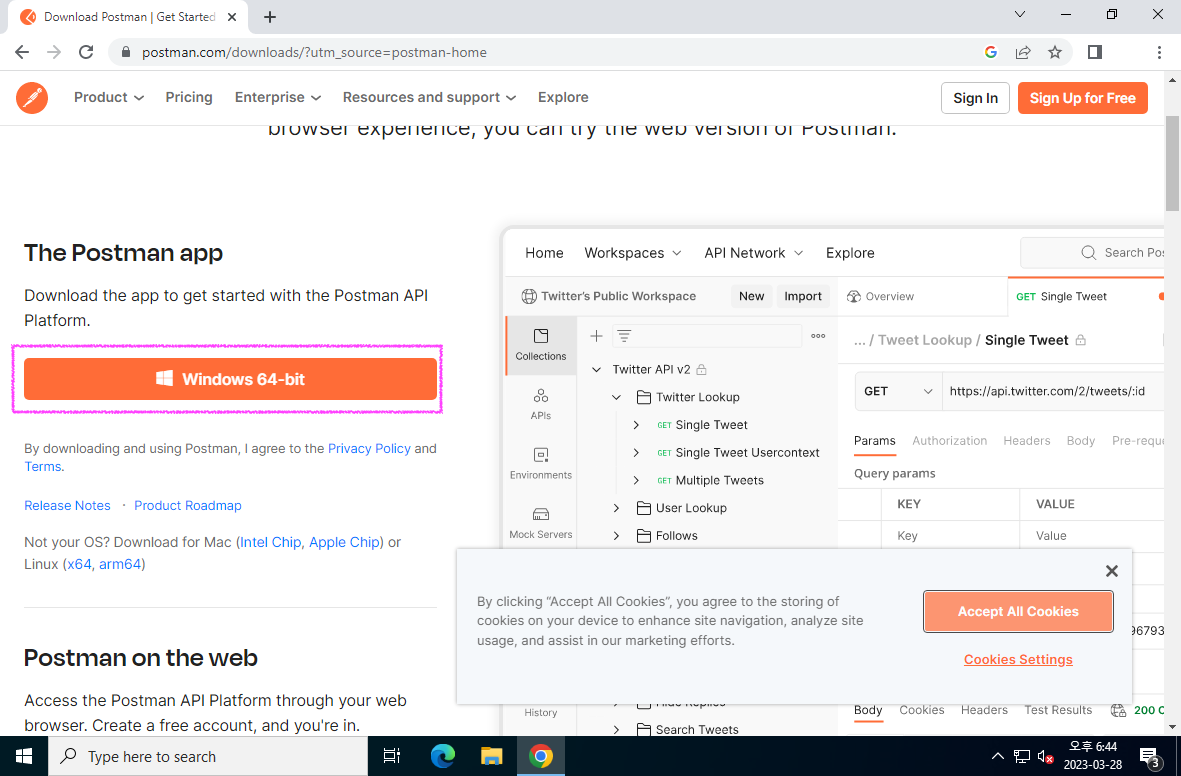 Download Postman | Get Started
postman.com/downloads/?utm_source=postman-home
Product
Pricing
Enterprise
Resources and support
Explore
Sign In
Sign Up for Free
browser experience, you can try the web version of Postman.
The Postman app
Download the app to get started with the Postman API
Platform.
Windows 64-bit
By downloading and using Postman, I agree to the Privacy Policy and
Terms.
Release Notes · Product Roadmap
Not your OS? Download for Mac (Intel Chip, Apple Chip) or
Linux (x64, arm64)
Postman on the web
Access the Postman API Platform through your web
browser. Create a free account, and you're in.
Home
Workspaces
API Network
Explore
Search Pos
Twitter's Public Workspace
New
Import
Overview
GET Single Tweet
Collections
APIs
Environments
Mock Servers
History
Twitter API v2
Twitter Lookup
GET Single Tweet
GET Single Tweet Usercontext
GET Multiple Tweets
User Lookup
Follows
Hide Replies
Search Tweets
... / Tweet Lookup / Single Tweet
GET
https://api.twitter.com/2/tweets/:id
Params
Authorization
Headers
Body
Pre-requ
Query params
KEY
VALUE
Key
Value
96793
Body
Cookies
Headers
Test Results
200 O
By clicking “Accept All Cookies”, you agree to the storing of
cookies on your device to enhance site navigation, analyze site
usage, and assist in our marketing efforts.
Accept All Cookies
Cookies Settings
Type here to search
오후 6:44
2023-03-28
3